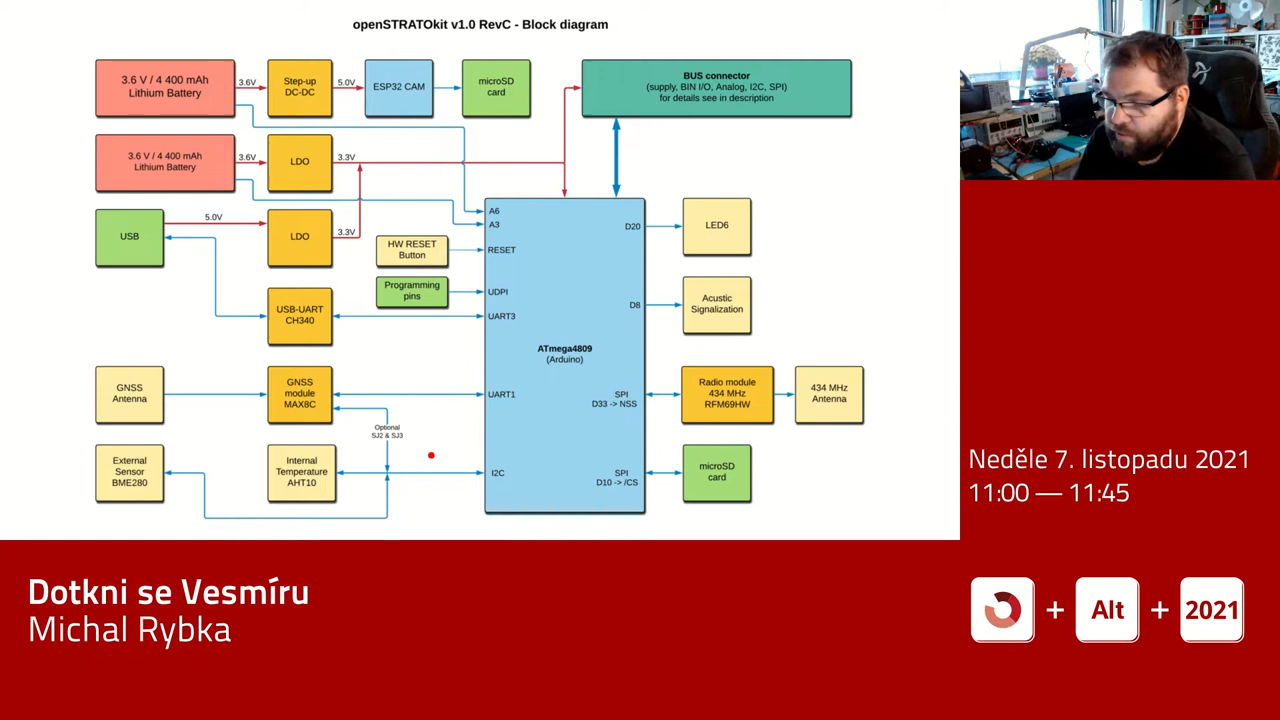 openSTRATOkit v1.0 RevC - Block diagram
3.6 V / 4 400 mAh
Lithium Battery
3.6V
Step-up
DC-DC
5.0V
ESP32 CAM
microSD
card
BUS connector
(supply, BIN I/O, Analog, I2C, SPI)
for details see in description
3.6 V / 4 400 mAh
Lithium Battery
3.6V
LDO
3.3V
USB
5.0V
LDO
3.3V
HW RESET
Button
Programming
pins
USB-UART
CH340
A6
A3
RESET
UDPI
UART3
ATmega4809
(Arduino)
UART1
I2C
D20
D8
SPI
D33 -> NSS
SPI
D10 -> /CS
LED6
Acustic
Signalization
GNSS
Antenna
GNSS
module
MAX8C
Optional
SJ2 & SJ3
Radio module
434 MHz
RFM69HW
434 MHz
Antenna
External
Sensor
BME280
Internal
Temperature
AHT10
microSD
card
Neděle 7. listopadu 2021
11:00 — 11:45
Dotkni se Vesmíru
Michal Rybka
+ Alt + 2021